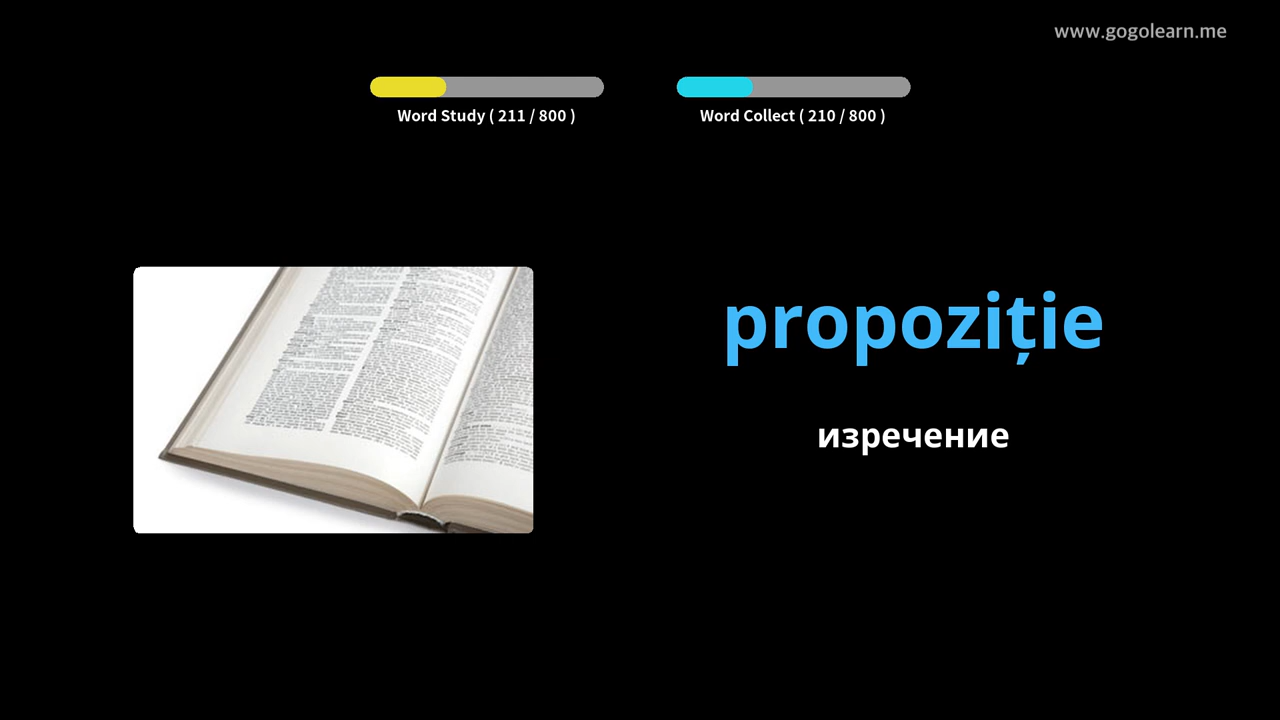 www.gogolearn.me
Word Study ( 211 / 800 )
Word Collect ( 210 / 800 )
propoziție
изречение